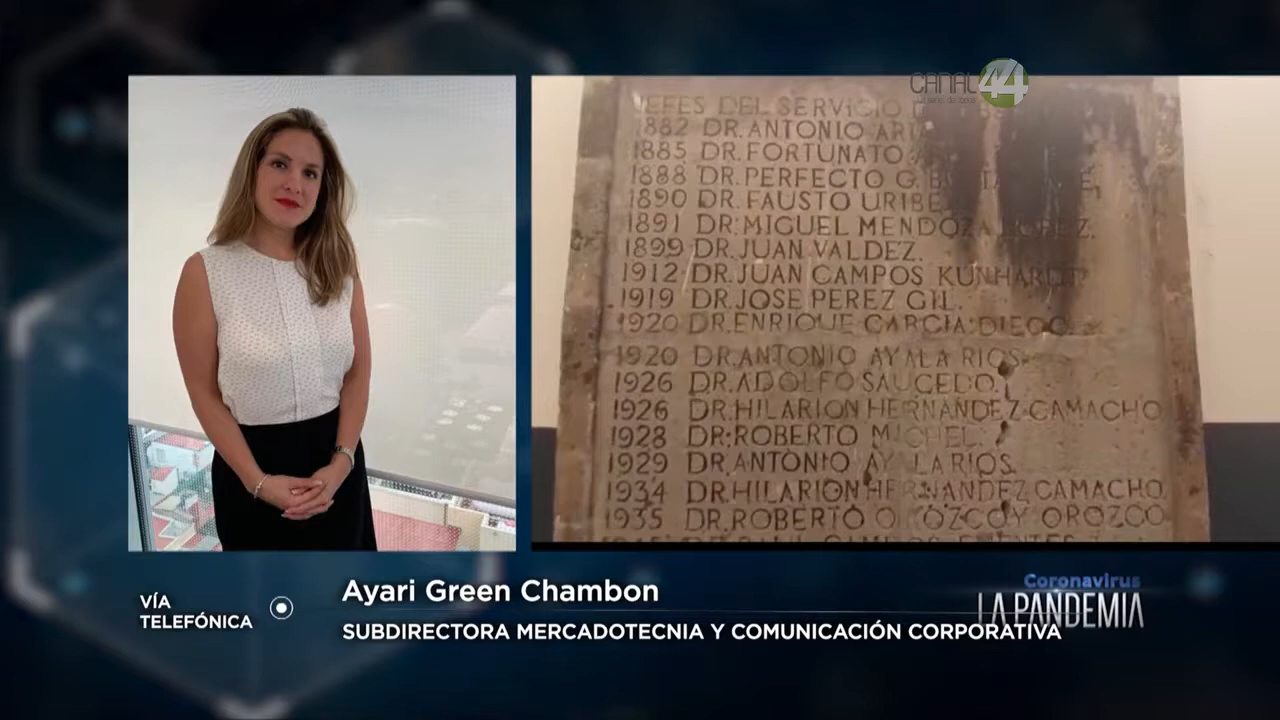 CANAL 44
JEFES DEL SERVICIO
1882 DR. ANTONIO
1885 DR. FORTUNATO
1888 DR. PERFECTO G.
1890 DR. FAUSTO URIBE
1891 DR. MIGUEL MENDOZA LOPEZ.
1899 DR. JUAN VALDEZ.
1912 DR. JUAN CAMPOS KUNHARDT
1919 DR. JOSE PEREZ GIL.
1920 DR. ENRIQUE GARCIA DIEGO.
1920 DR. ANTONIO AYALA RIOS
1926 DR. ADOLFO SAUCEDO.
1926 DR. HILARION HERNANDEZ CAMACHO
1928 DR. ROBERTO MICHEL.
1929 DR. ANTONIO AYALA RIOS.
1934 DR. HILARION HERNANDEZ CAMACHO.
1935 DR. ROBERTO OROZCO Y OROZCO
VÍA
TELEFÓNICA
Ayari Green Chambon
SUBDIRECTORA MERCADOTECNIA Y COMUNICACIÓN CORPORATIVA
Coronavirus
LA PANDEMIA